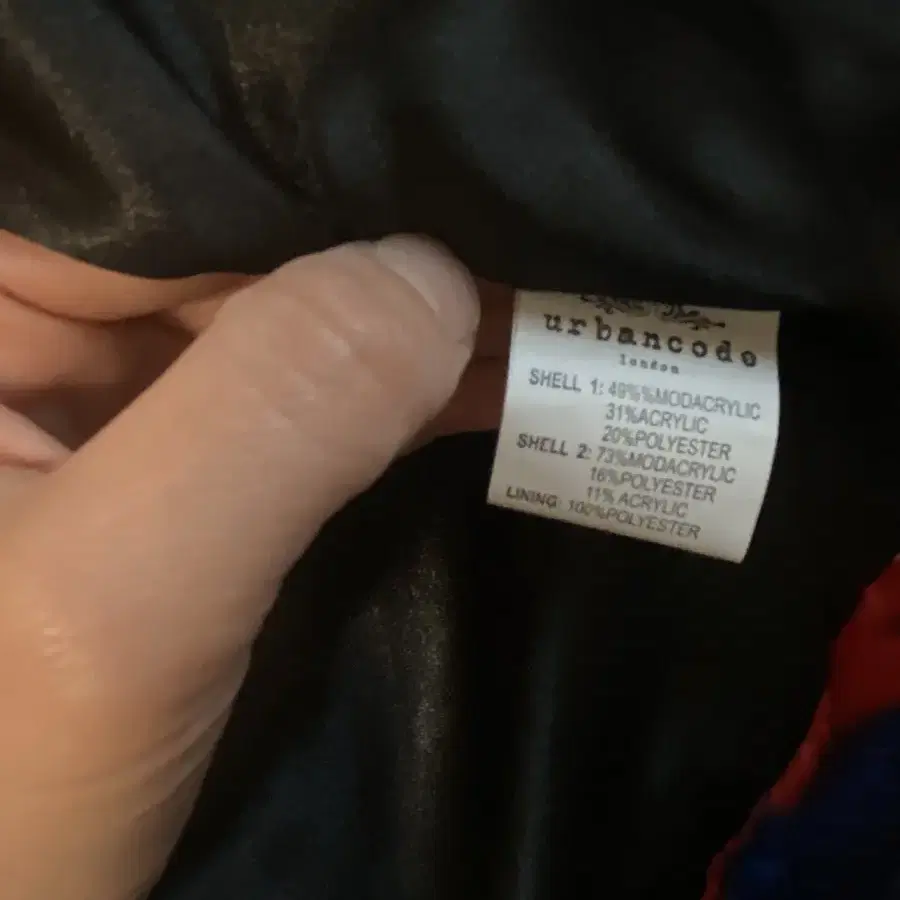 urbancode
london
SHELL 1: 49%%MODACRYLIC
31%ACRYLIC
20%POLYESTER
SHELL 2: 73%MODACRYLIC
16%POLYESTER
11% ACRYLIC
LINING: 100%POLYESTER